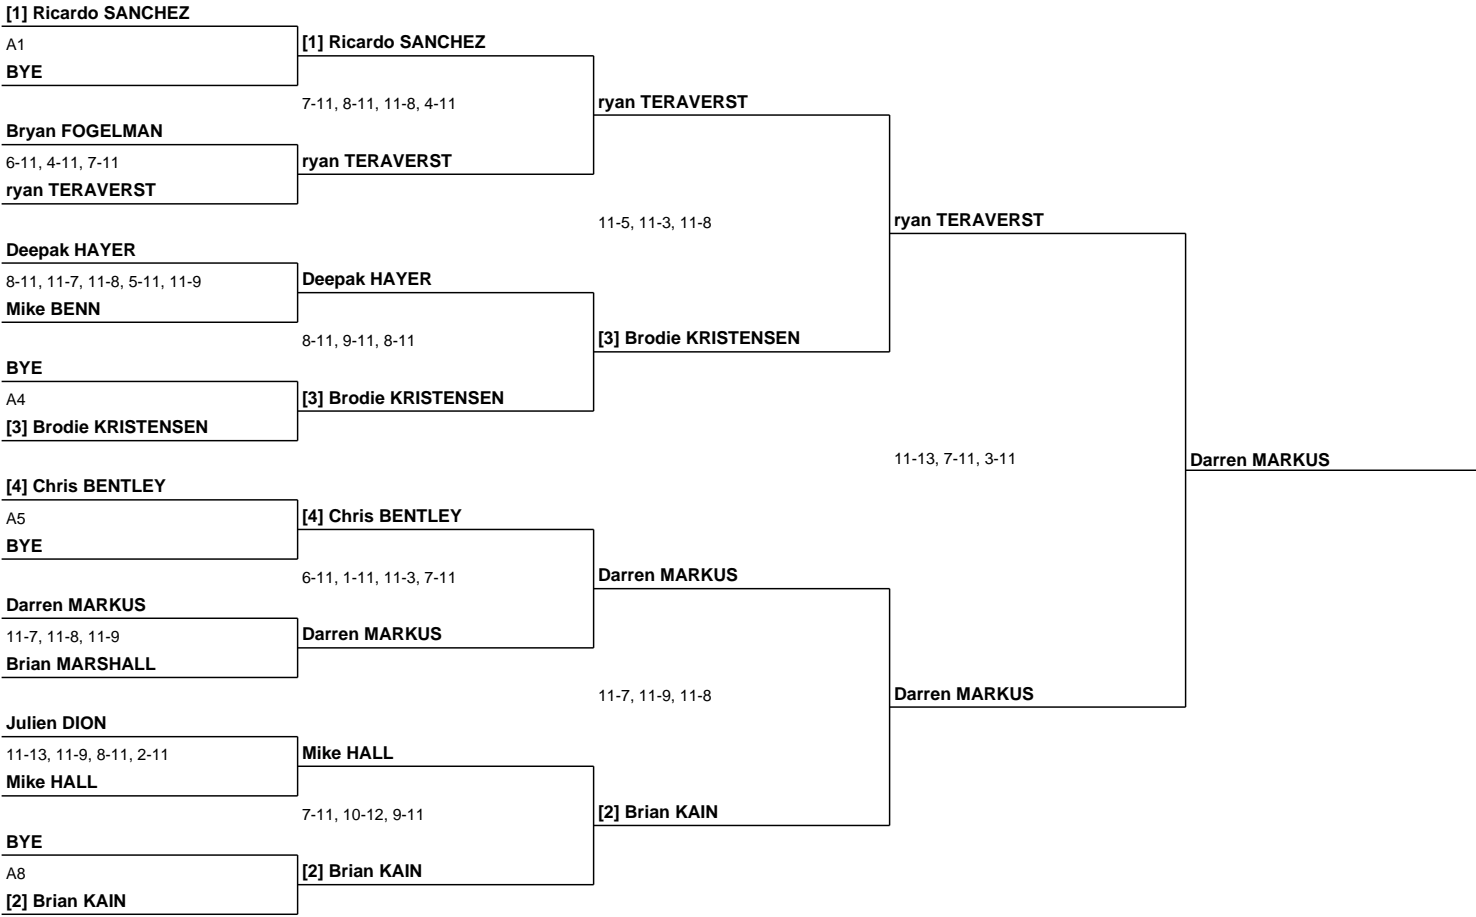 [1] Ricardo SANCHEZ
A1
BYE
Bryan FOGELMAN
6-11, 4-11, 7-11
ryan TERAVERST
Deepak HAYER
8-11, 11-7, 11-8, 5-11, 11-9
Mike BENN
BYE
A4
[3] Brodie KRISTENSEN
[4] Chris BENTLEY
A5
BYE
Darren MARKUS
11-7, 11-8, 11-9
Brian MARSHALL
Julien DION
11-13, 11-9, 8-11, 2-11
Mike HALL
BYE
A8
[2] Brian KAIN
[1] Ricardo SANCHEZ
7-11, 8-11, 11-8, 4-11
ryan TERAVERST
Deepak HAYER
8-11, 9-11, 8-11
[3] Brodie KRISTENSEN
[4] Chris BENTLEY
6-11, 1-11, 11-3, 7-11
Darren MARKUS
Mike HALL
7-11, 10-12, 9-11
[2] Brian KAIN
ryan TERAVERST
11-5, 11-3, 11-8
[3] Brodie KRISTENSEN
Darren MARKUS
11-7, 11-9, 11-8
[2] Brian KAIN
ryan TERAVERST
11-13, 7-11, 3-11
Darren MARKUS
Darren MARKUS